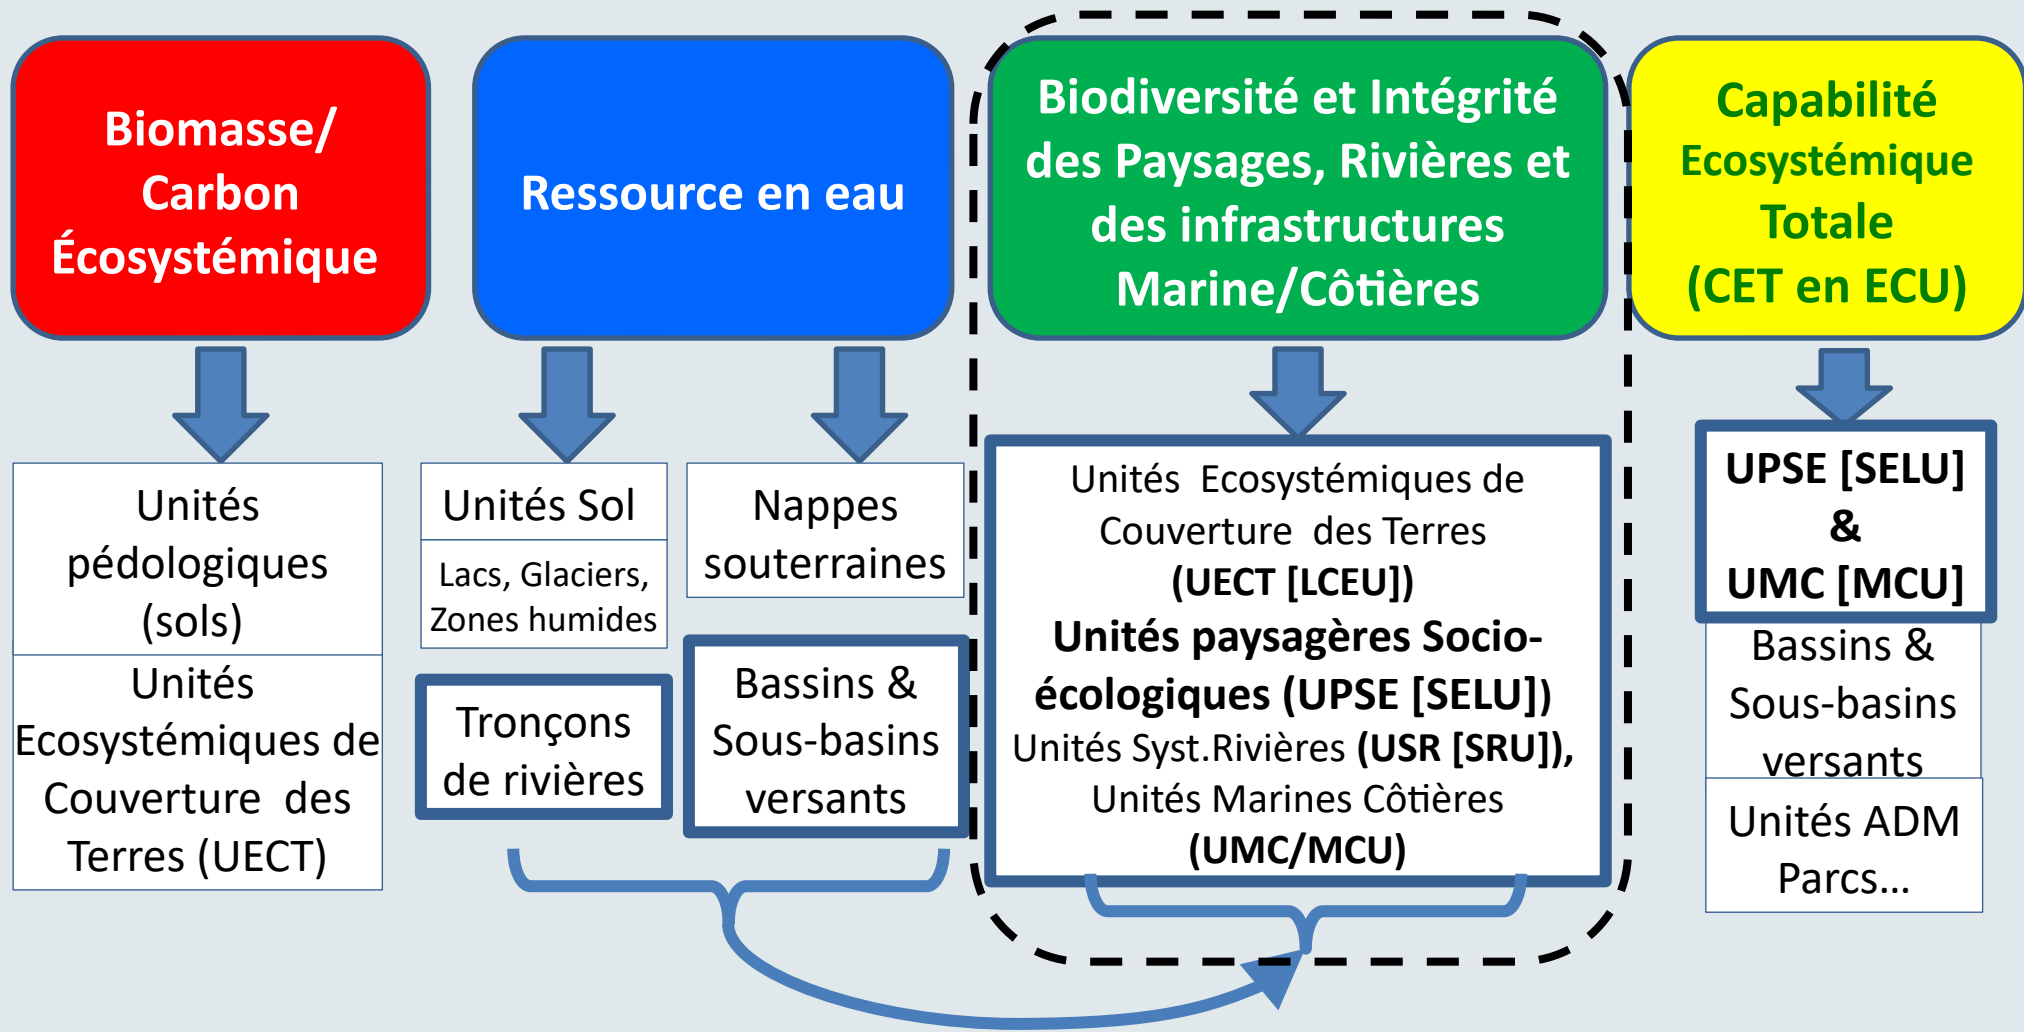 Biomasse/
Carbon
Écosystémique
Ressource en eau
Biodiversité et Intégrité
des Paysages, Rivières et
des infrastructures
Marine/Côtières
Capabilité
Ecosystémique
Totale
(CET en ECU)
Unités
pédologiques
(sols)
Unités
Ecosystémiques de
Couverture des
Terres (UECT)
Unités Sol
Lacs, Glaciers,
Zones humides
Tronçons
de rivières
Nappes
souterraines
Bassins &
Sous-basins
versants
Unités Ecosystémiques de
Couverture des Terres
(UECT [LCEU])
Unités paysagères Socio-
écologiques (UPSE [SELU])
Unités Syst.Rivières (USR [SRU]),
Unités Marines Côtières
(UMC/MCU)
UPSE [SELU]
&
UMC [MCU]
Bassins &
Sous-basins
versants
Unités ADM
Parcs…